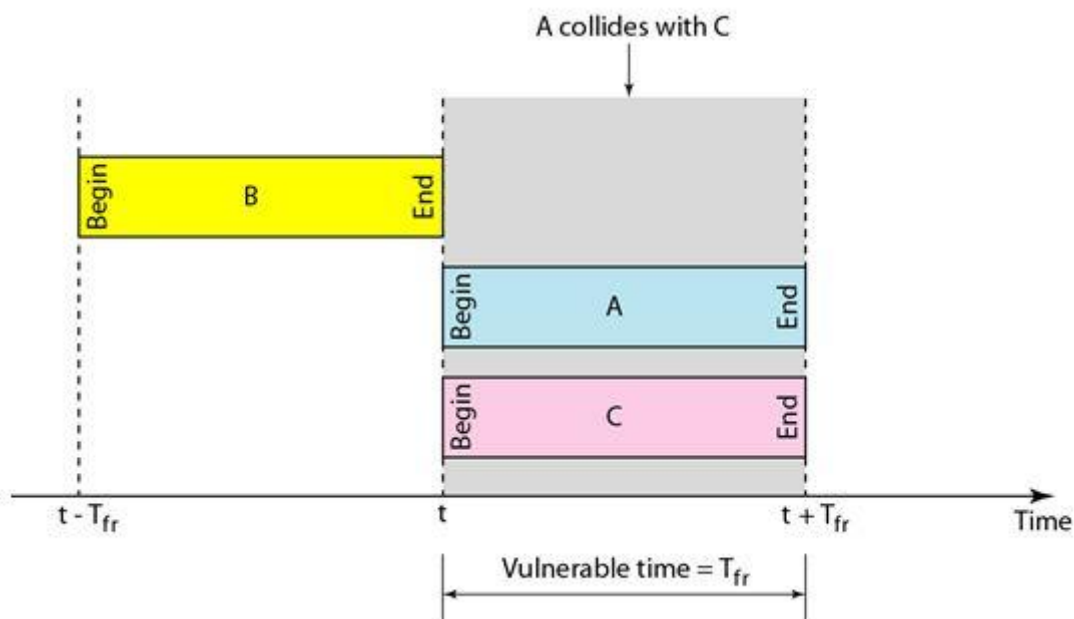 A collides with C
Begin B End
Begin A End
Begin C End
t - Tfr t t + Tfr Time
Vulnerable time = Tfr